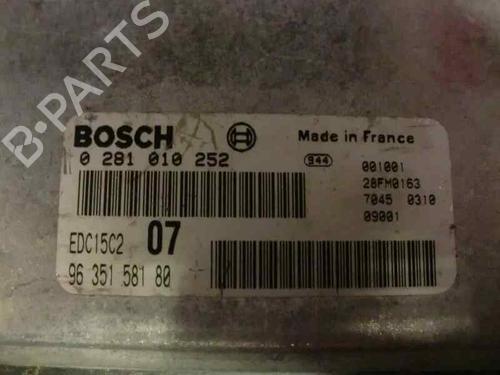 B-PARTS
BOSCH
Made in France
0 281 010 252
944
001001
28FM0163
7045 0310
09001
EDC15C2 07
96 351 581 80